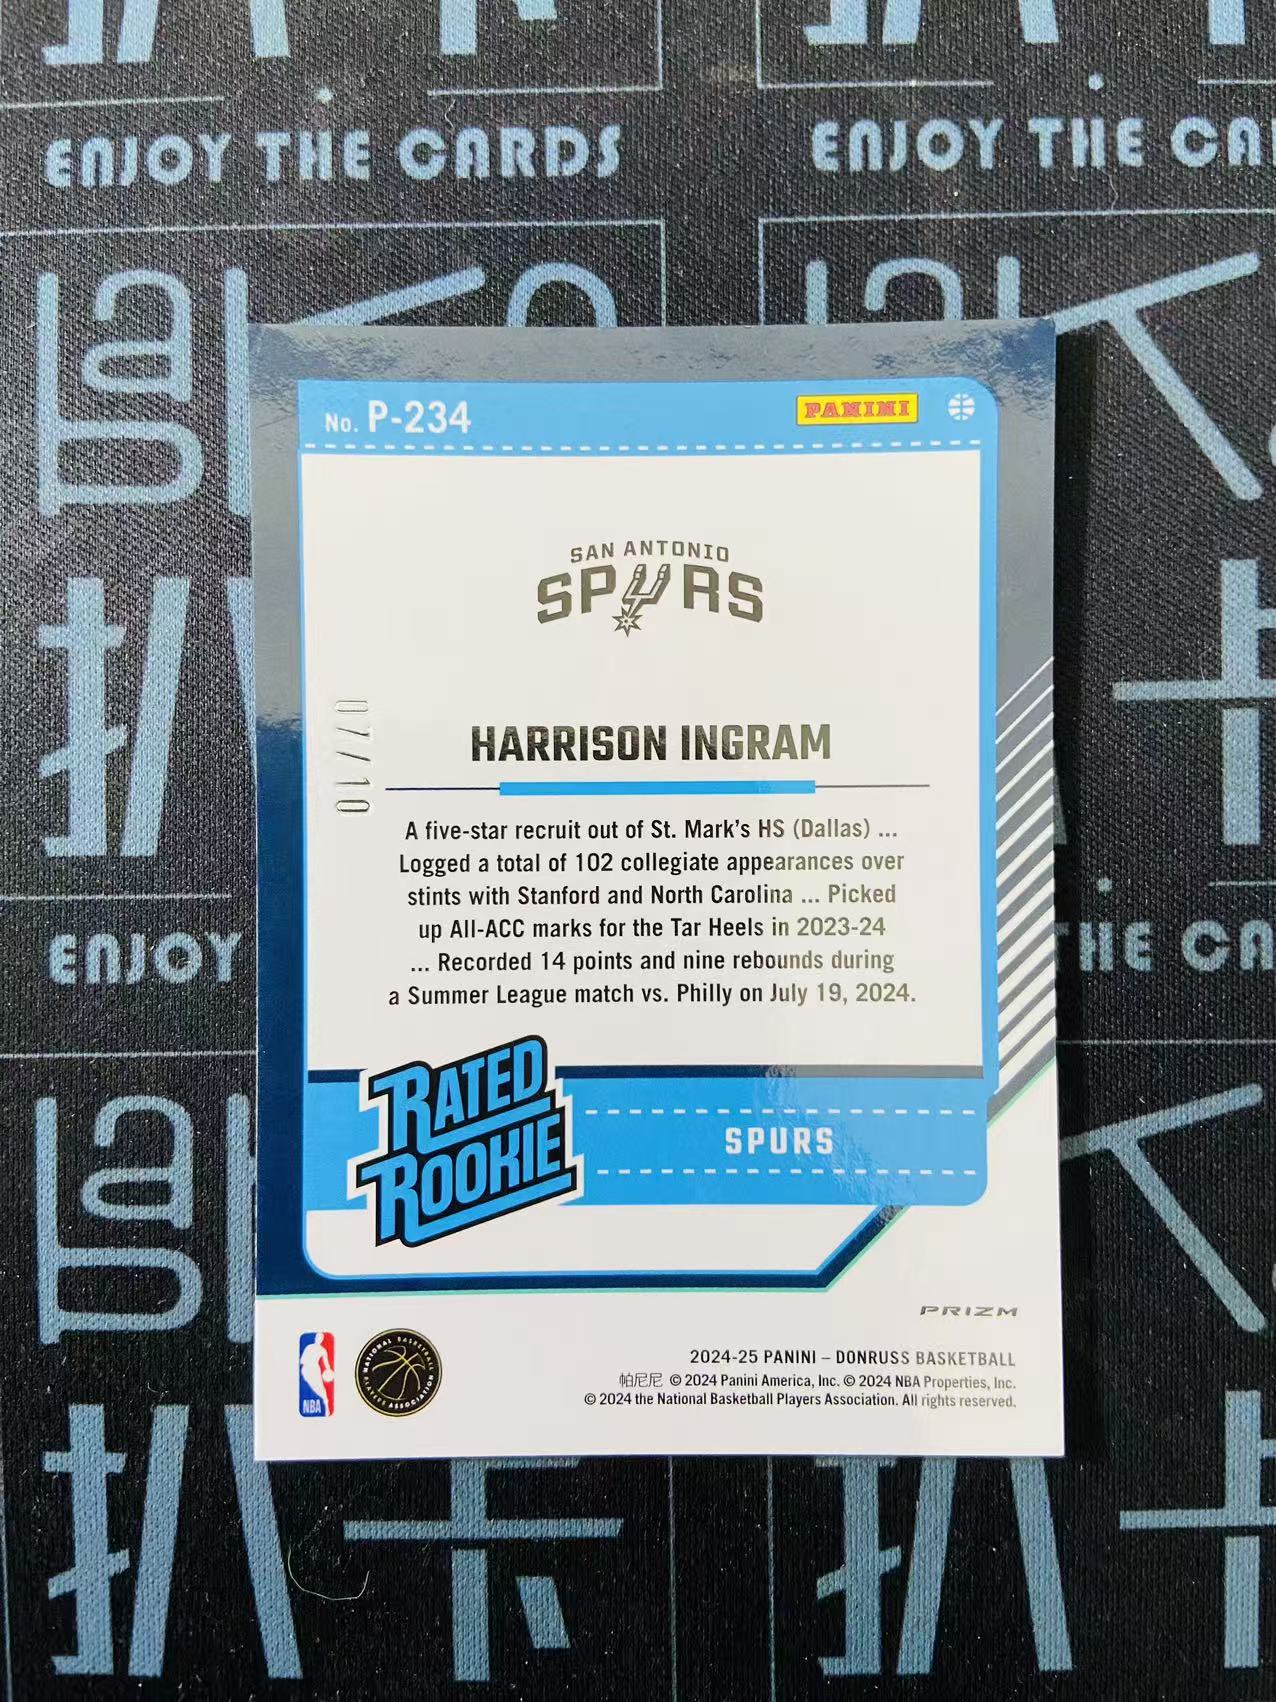 ENJOY THE CARDS
ENJOY THE CA
No. P-234
PANINI
SAN ANTONIO
SPURS
07/10
HARRISON INGRAM
A five-star recruit out of St. Mark's HS (Dallas) ...
Logged a total of 102 collegiate appearances over
stints with Stanford and North Carolina ... Picked
up All-ACC marks for the Tar Heels in 2023-24
... Recorded 14 points and nine rebounds during
a Summer League match vs. Philly on July 19, 2024.
ENJOY
THE CA
RATED
ROOKIE
SPURS
PRIZM
NBA
NATIONAL BASKETBALL
PLAYERS ASSOCIATION
2024-25 PANINI – DONRUSS BASKETBALL
帕尼尼 © 2024 Panini America, Inc. © 2024 NBA Properties, Inc.
© 2024 the National Basketball Players Association. All rights reserved.